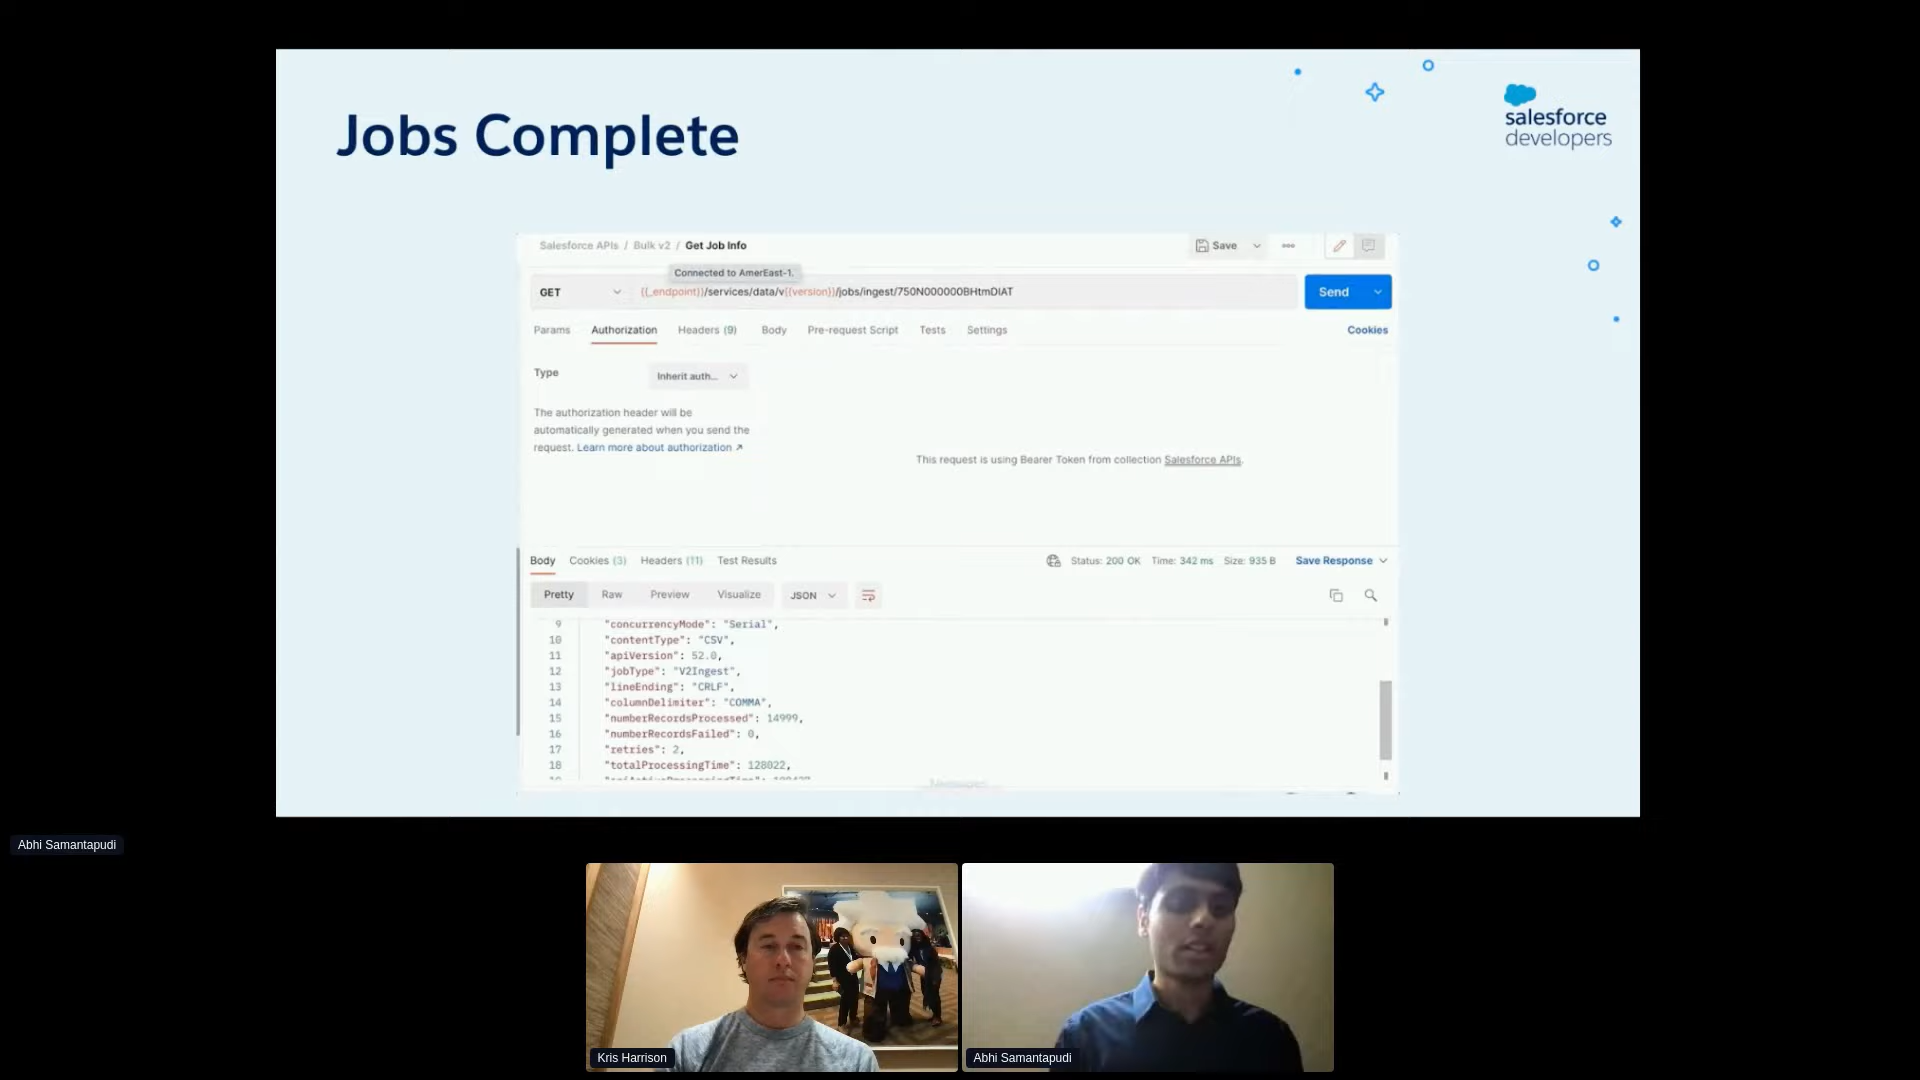 Jobs Complete
salesforce
developers
Salesforce APIs / Bulk v2 / Get Job Info
Save
Connected to AmerEast-1.
GET
{{_endpoint}}/services/data/v{{version}}/jobs/ingest/750N000000BHtmDIAT
Send
Params Authorization Headers (9) Body Pre-request Script Tests Settings
Cookies
Type
Inherit auth...
The authorization header will be
automatically generated when you send the
request. Learn more about authorization ↗
This request is using Bearer Token from collection Salesforce APIs.
Body Cookies (3) Headers (11) Test Results
Status: 200 OK Time: 342 ms Size: 935 B Save Response
Pretty Raw Preview Visualize JSON
9 "concurrencyMode": "Serial",
10 "contentType": "CSV",
11 "apiVersion": 52.0,
12 "jobType": "V2Ingest",
13 "lineEnding": "CRLF",
14 "columnDelimiter": "COMMA",
15 "numberRecordsProcessed": 14999,
16 "numberRecordsFailed": 0,
17 "retries": 2,
18 "totalProcessingTime": 128022,
Abhi Samantapudi
Kris Harrison
Abhi Samantapudi